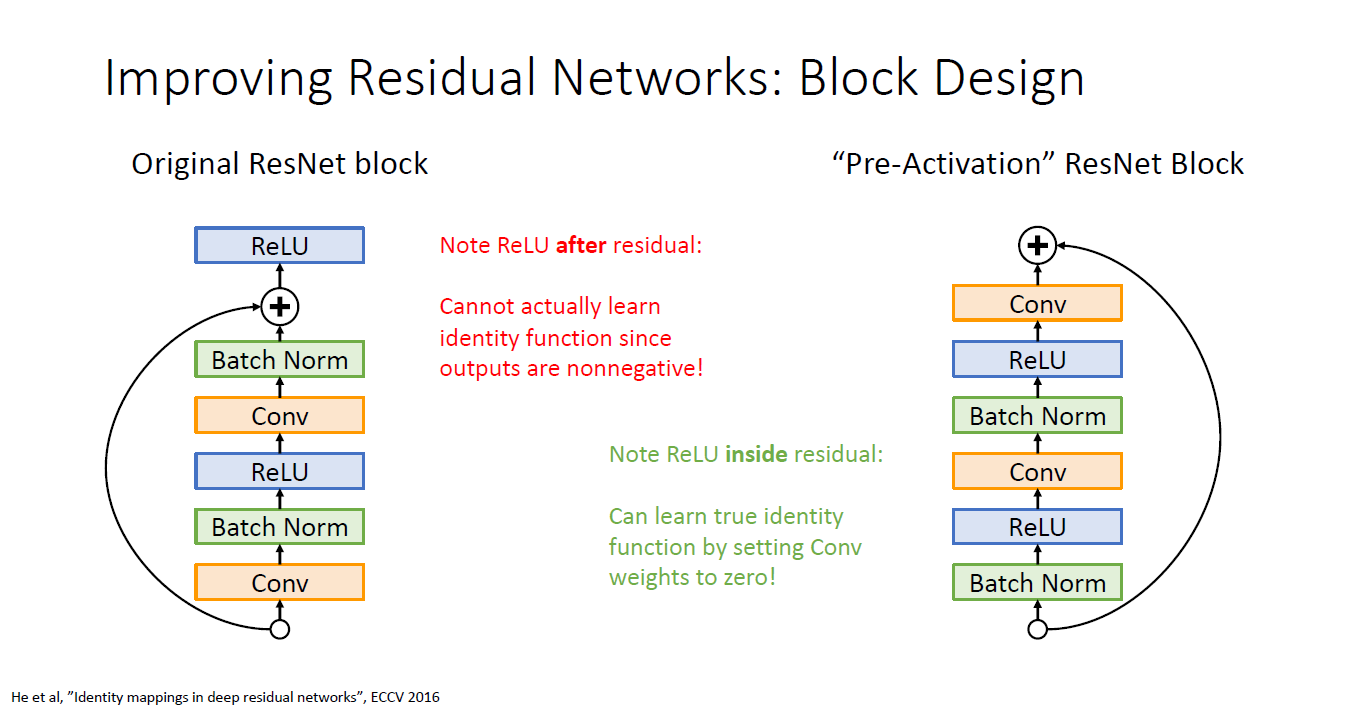 Improving Residual Networks: Block Design
Original ResNet block
“Pre-Activation” ResNet Block
ReLU
+
Batch Norm
Conv
ReLU
Batch Norm
Conv
Note ReLU after residual:
Cannot actually learn
identity function since
outputs are nonnegative!
Note ReLU inside residual:
Can learn true identity
function by setting Conv
weights to zero!
+
Conv
ReLU
Batch Norm
Conv
ReLU
Batch Norm
He et al, ”Identity mappings in deep residual networks”, ECCV 2016